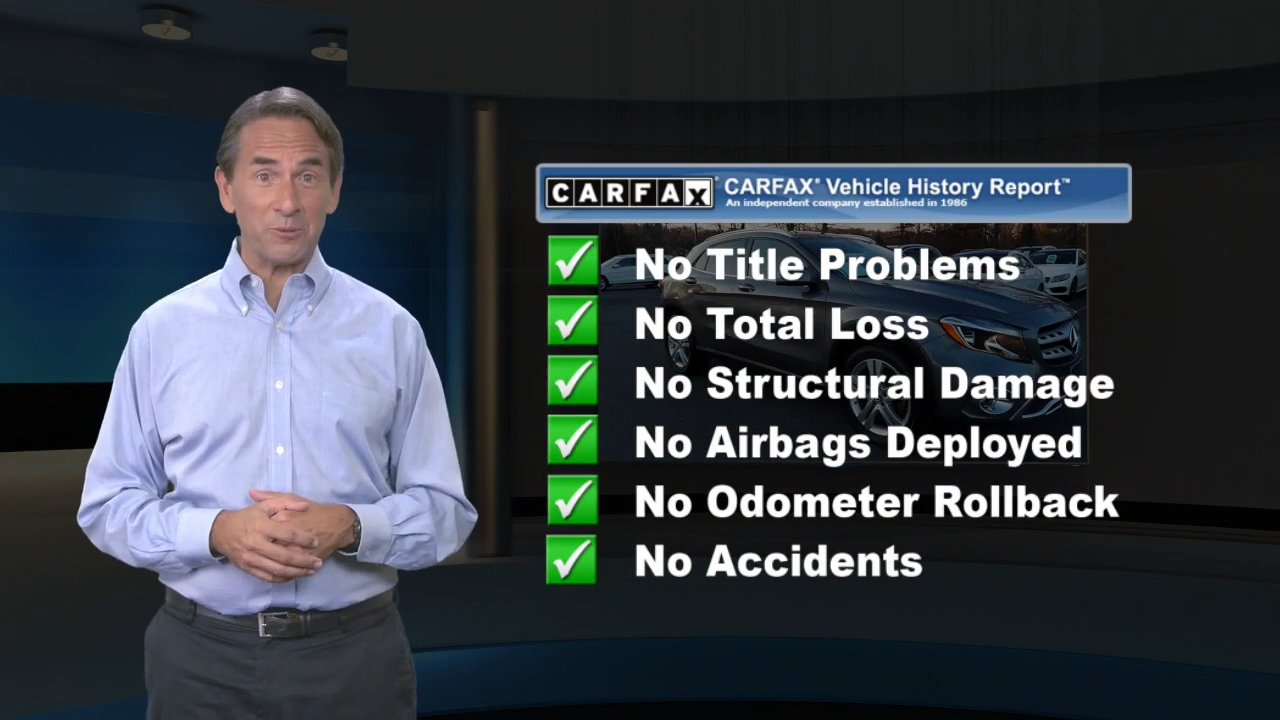 CARFAX® CARFAX® Vehicle History Report™
An independent company established in 1986
No Title Problems
No Total Loss
No Structural Damage
No Airbags Deployed
No Odometer Rollback
No Accidents